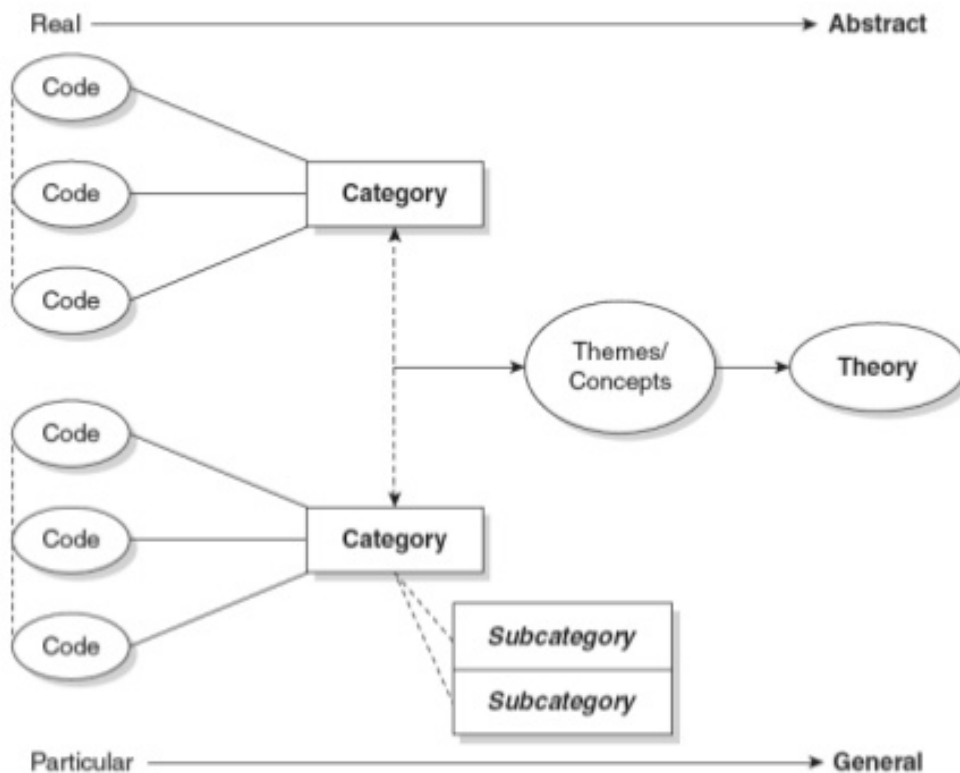 Real Abstract
Code
Code
Category
Code
Themes/
Concepts
Theory
Code
Code
Category
Code
Subcategory
Subcategory
Particular General